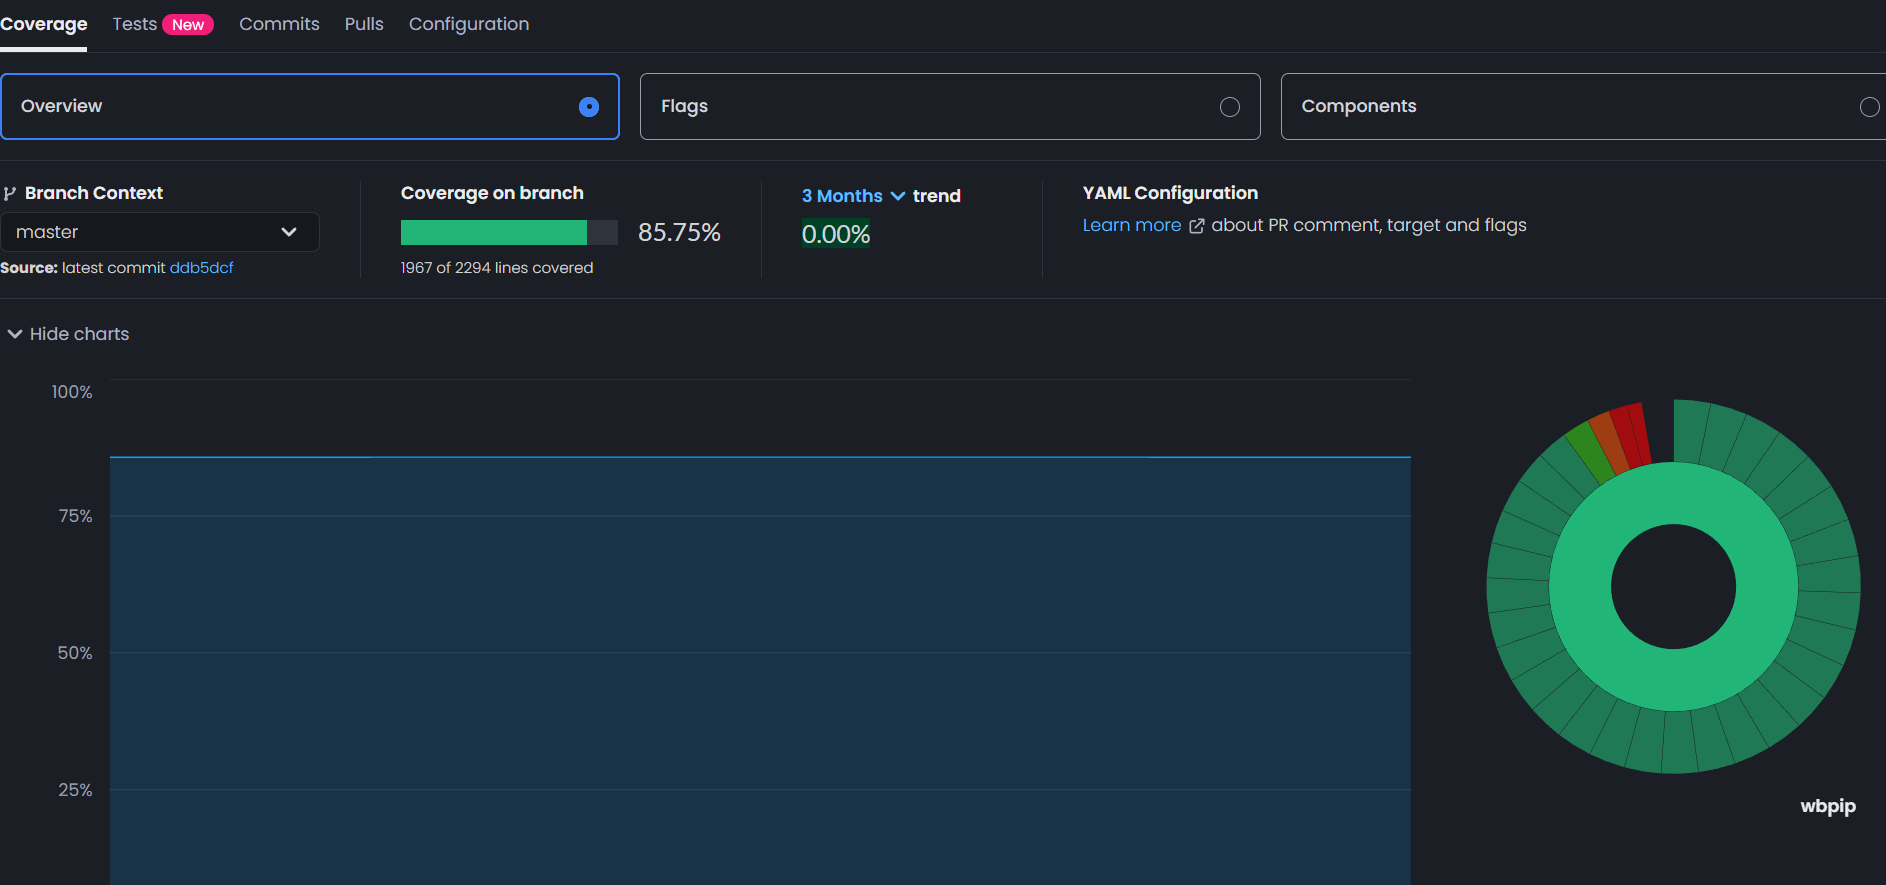 Coverage Tests New Commits Pulls Configuration
Overview Flags Components
Branch Context
master
Source: latest commit ddb5dcf
Coverage on branch
85.75%
1967 of 2294 lines covered
3 Months trend
0.00%
YAML Configuration
Learn more about PR comment, target and flags
Hide charts
100%
75%
50%
25%
wbpip